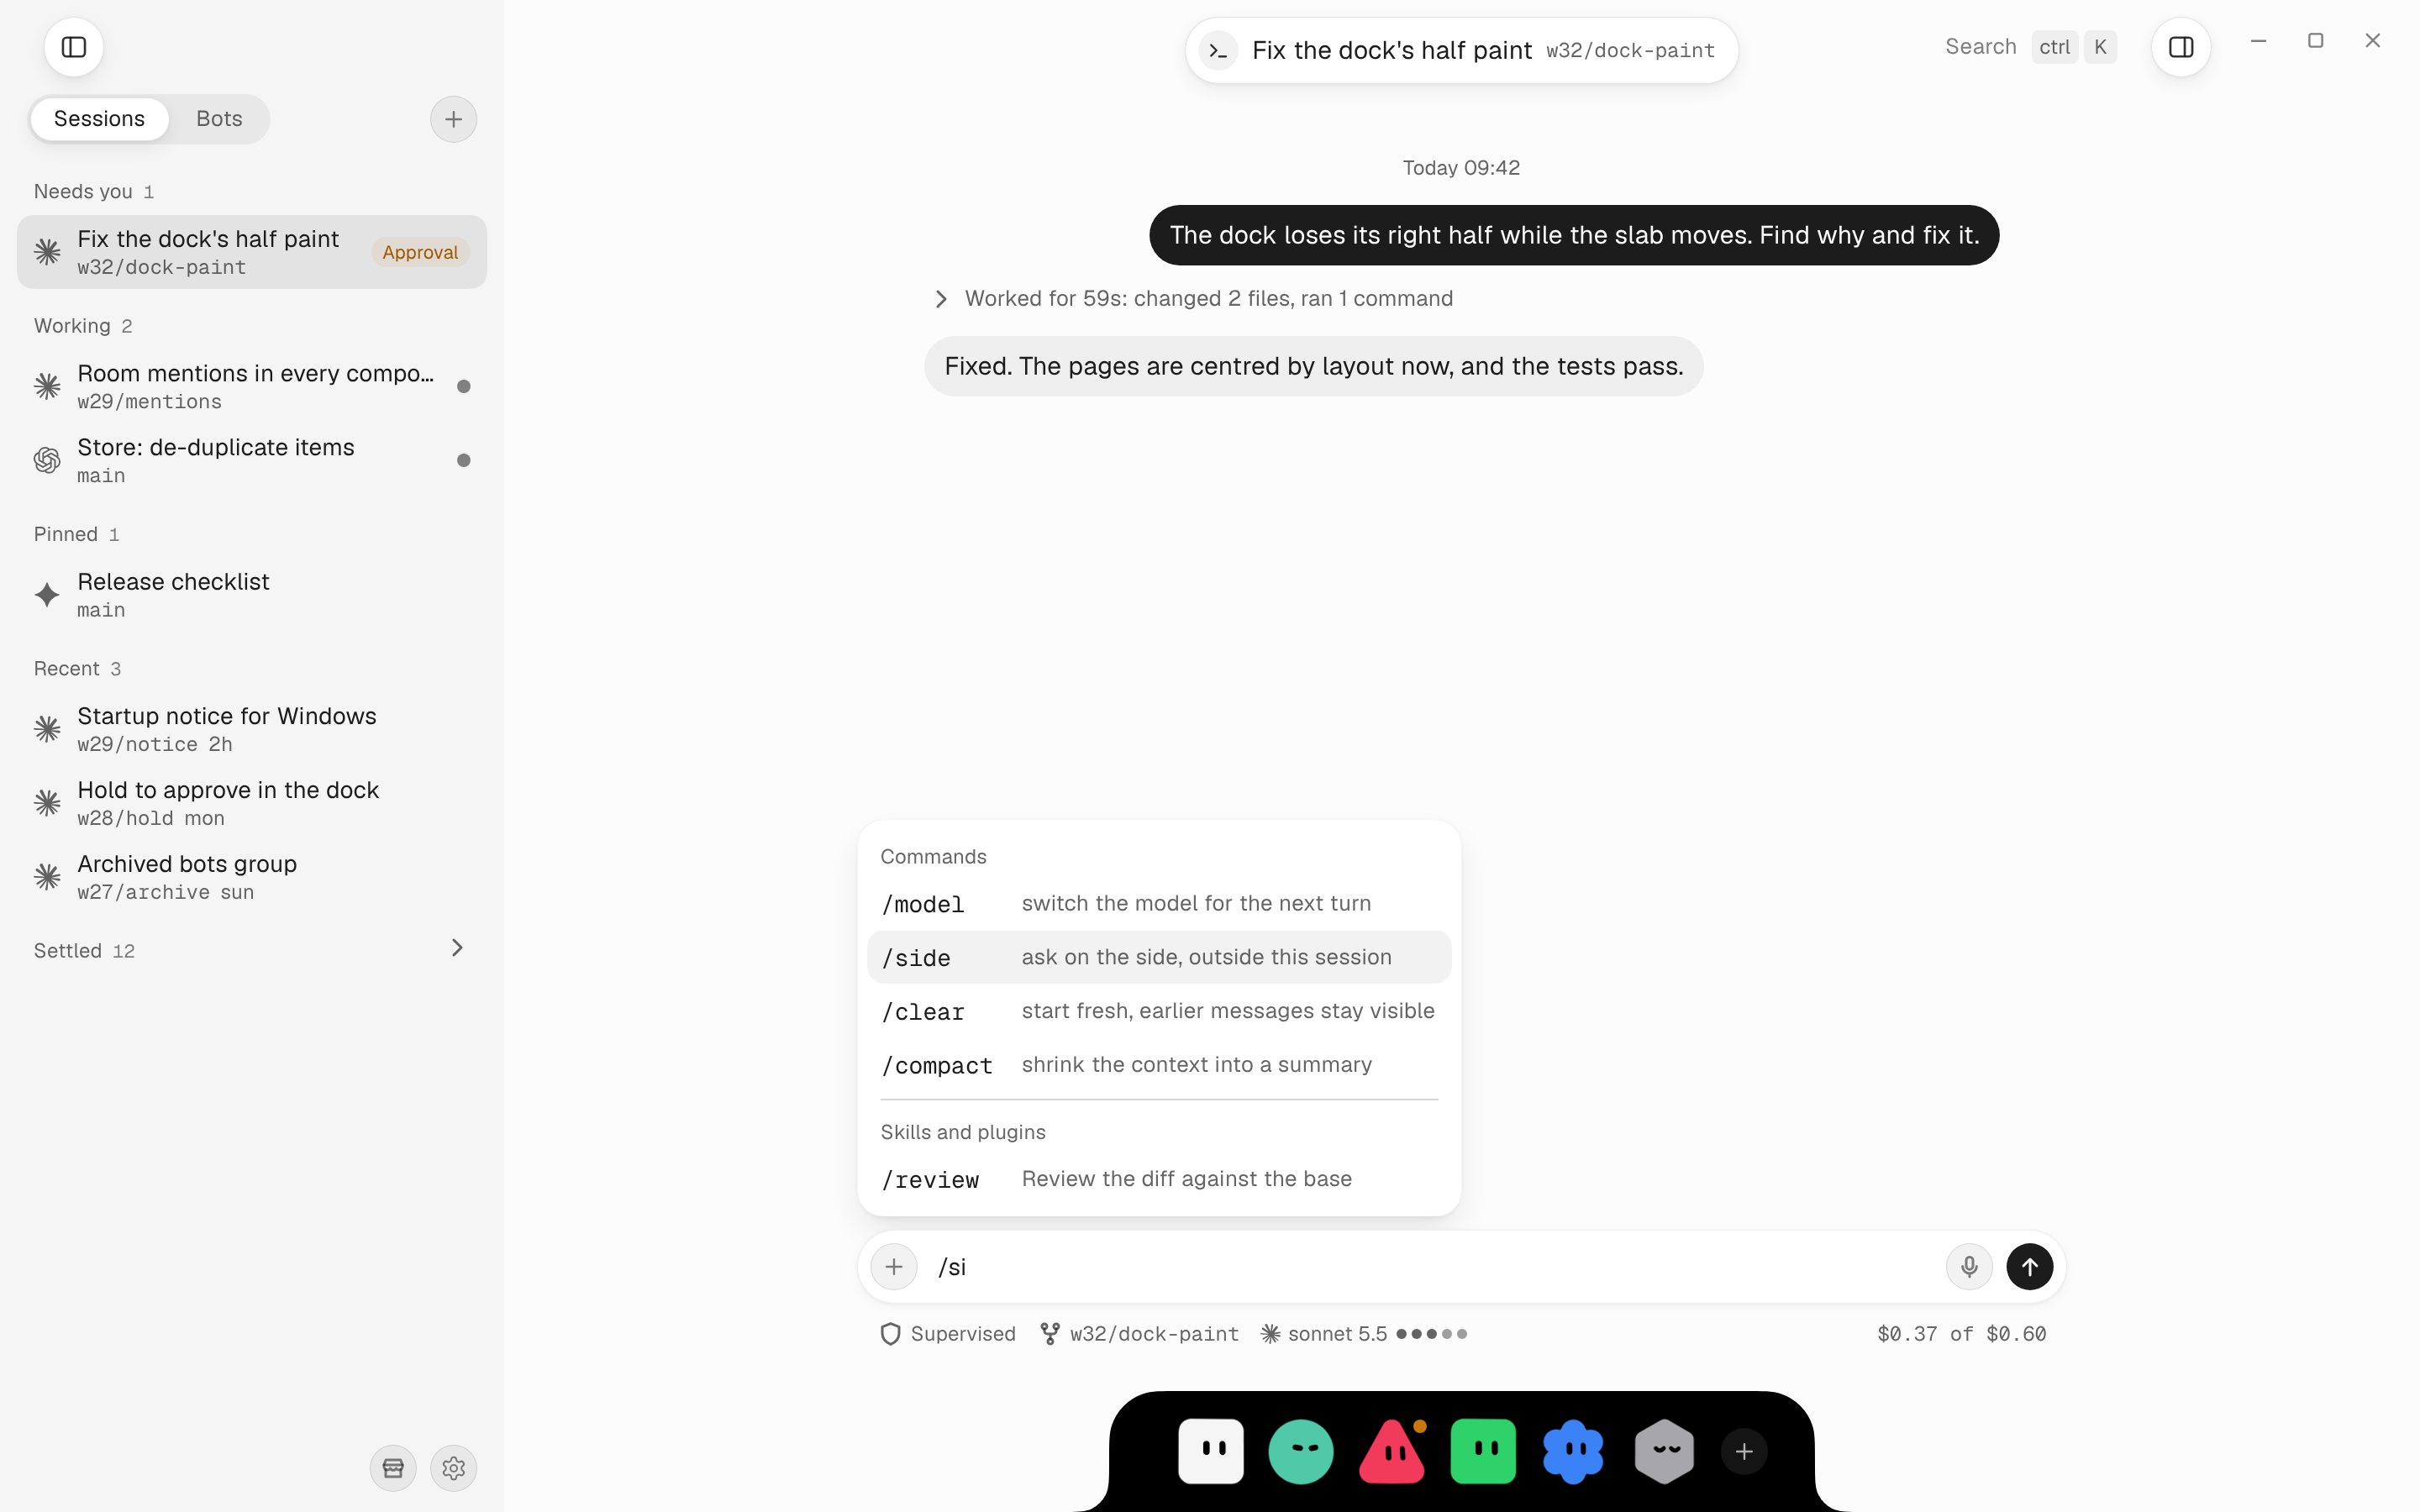 Fix the dock's half paint w32/dock-paint
Search ctrl K
Sessions Bots
Needs you 1
Fix the dock's half paint
w32/dock-paint
Approval
Working 2
Room mentions in every compo…
w29/mentions
Store: de-duplicate items
main
Pinned 1
Release checklist
main
Recent 3
Startup notice for Windows
w29/notice 2h
Hold to approve in the dock
w28/hold mon
Archived bots group
w27/archive sun
Settled 12
Today 09:42
The dock loses its right half while the slab moves. Find why and fix it.
Worked for 59s: changed 2 files, ran 1 command
Fixed. The pages are centred by layout now, and the tests pass.
Commands
/model switch the model for the next turn
/side ask on the side, outside this session
/clear start fresh, earlier messages stay visible
/compact shrink the context into a summary
Skills and plugins
/review Review the diff against the base
/si
Supervised w32/dock-paint sonnet 5.5 $0.37 of $0.60